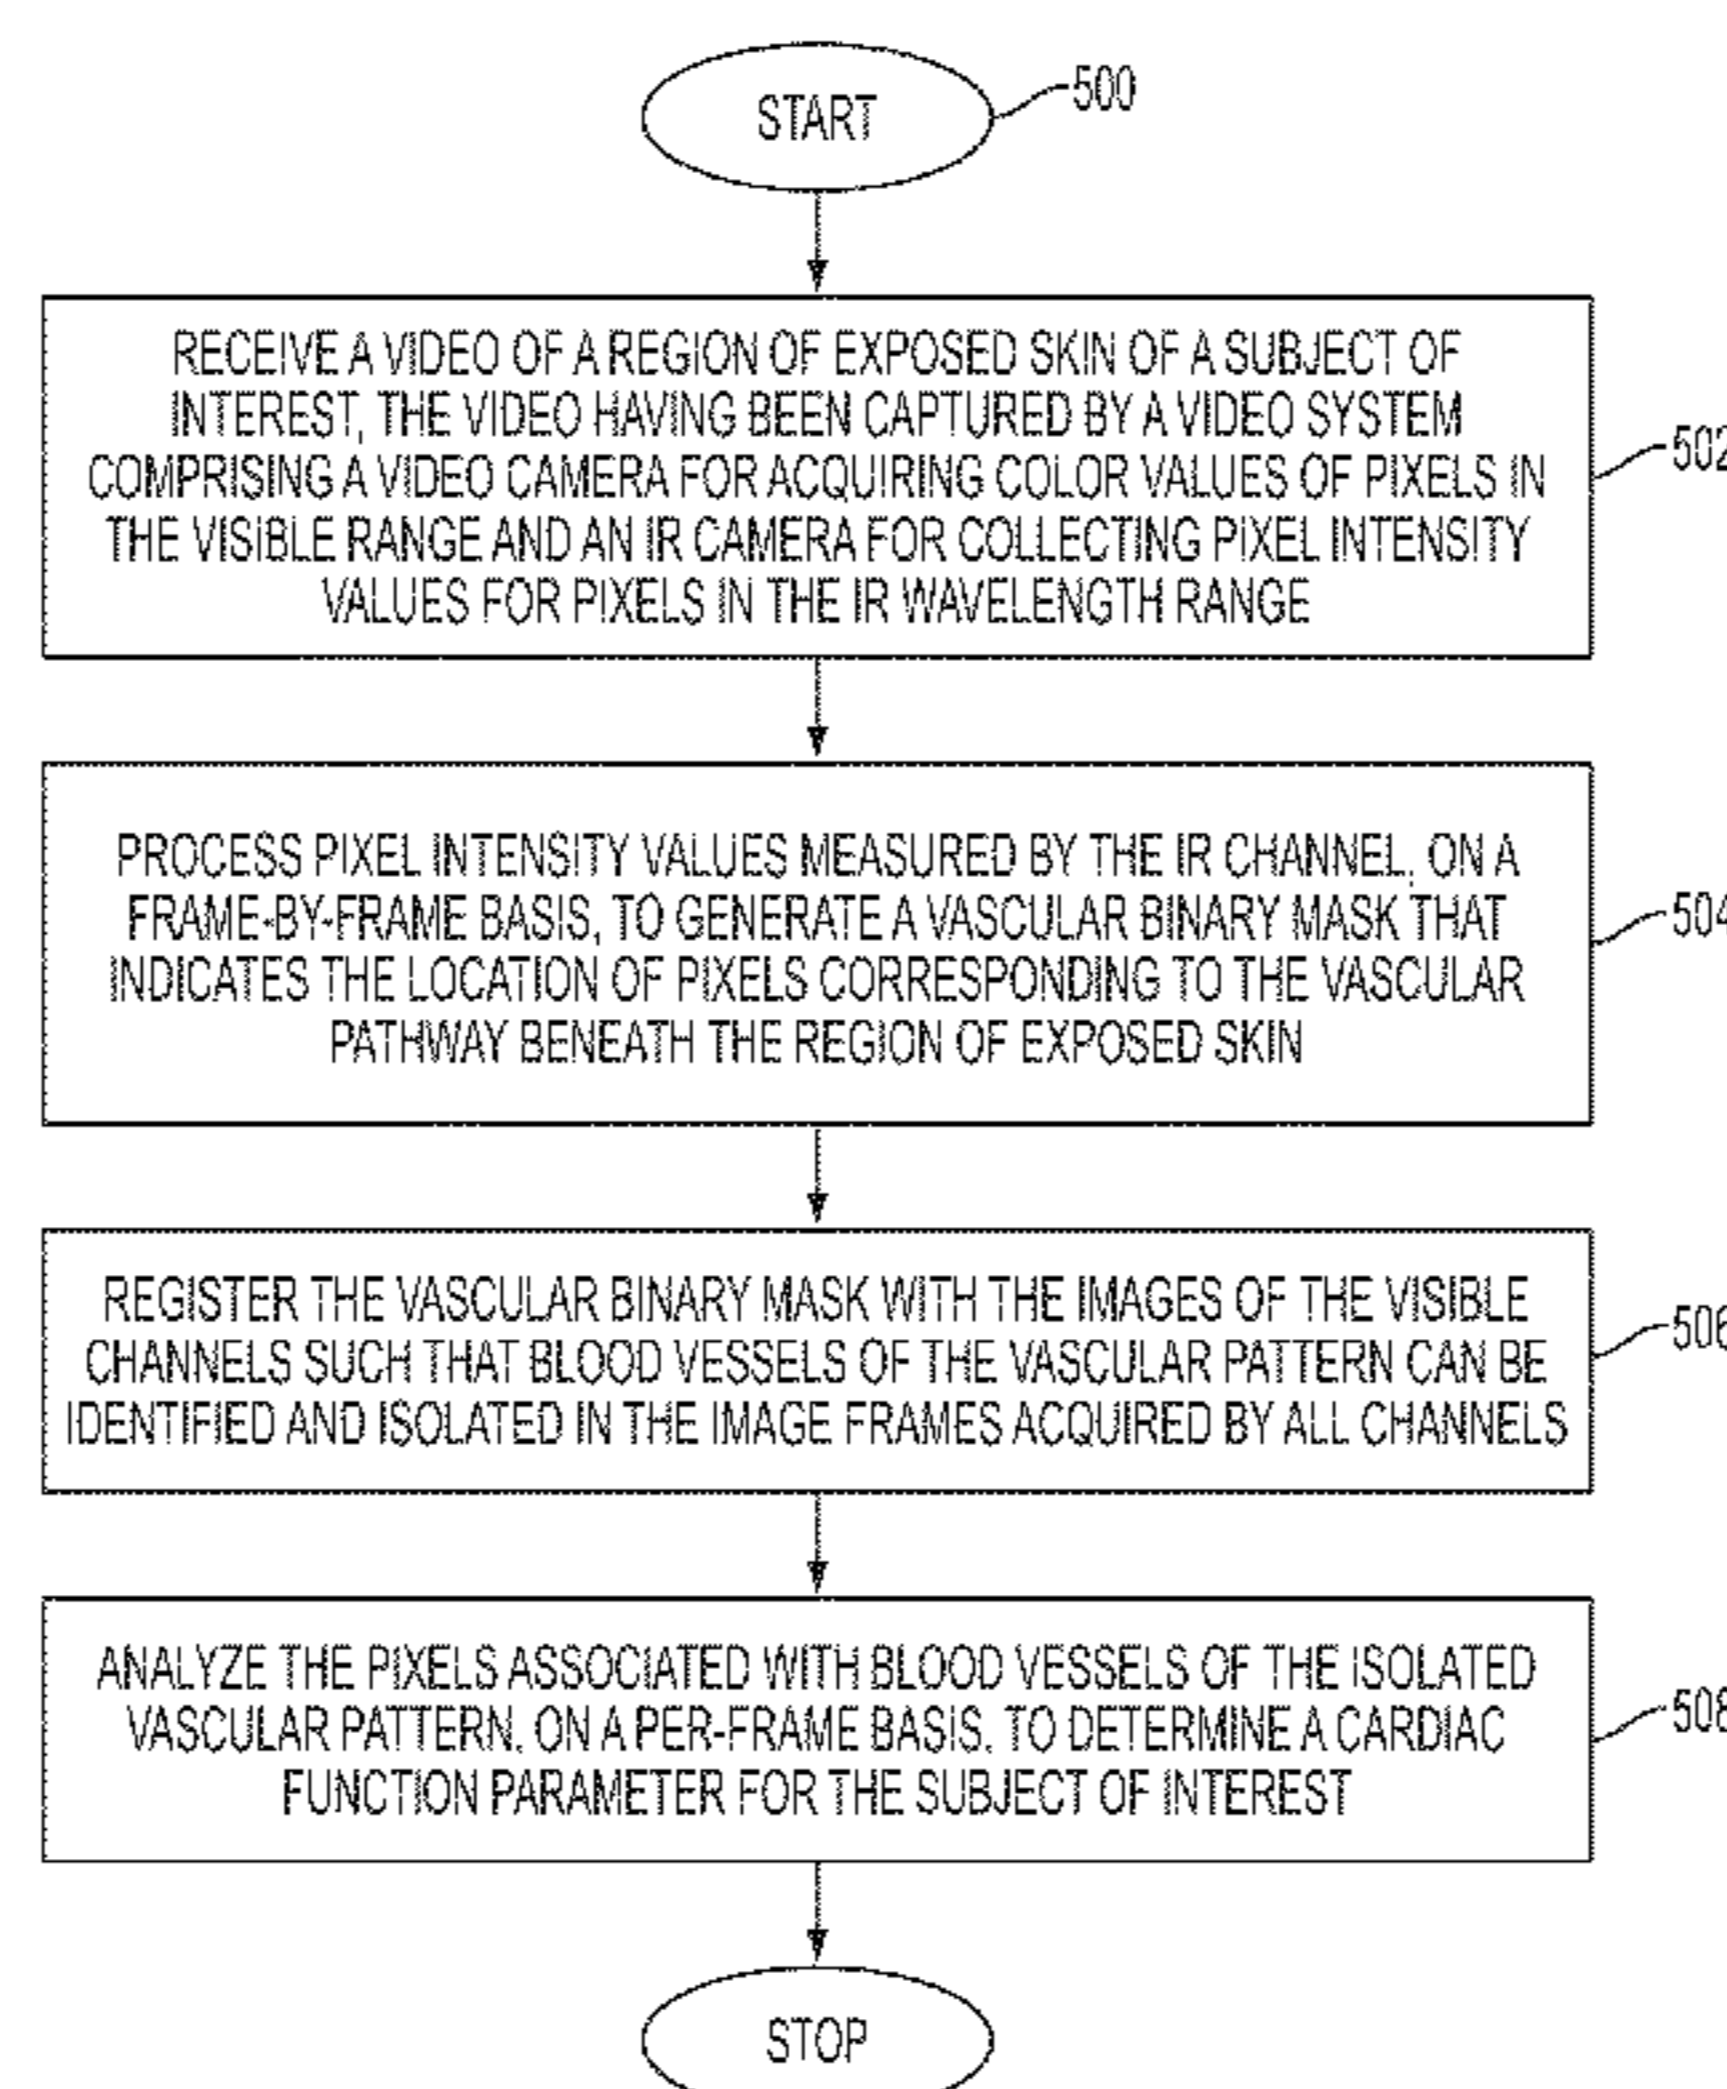 START
500
RECEIVE A VIDEO OF A REGION OF EXPOSED SKIN OF A SUBJECT OF
INTEREST, THE VIDEO HAVING BEEN CAPTURED BY A VIDEO SYSTEM
COMPRISING A VIDEO CAMERA FOR ACQUIRING COLOR VALUES OF PIXELS IN
THE VISIBLE RANGE AND AN IR CAMERA FOR COLLECTING PIXEL INTENSITY
VALUES FOR PIXELS IN THE IR WAVELENGTH RANGE
502
PROCESS PIXEL INTENSITY VALUES MEASURED BY THE IR CHANNEL, ON A
FRAME-BY-FRAME BASIS, TO GENERATE A VASCULAR BINARY MASK THAT
INDICATES THE LOCATION OF PIXELS CORRESPONDING TO THE VASCULAR
PATHWAY BENEATH THE REGION OF EXPOSED SKIN
504
REGISTER THE VASCULAR BINARY MASK WITH THE IMAGES OF THE VISIBLE
CHANNELS SUCH THAT BLOOD VESSELS OF THE VASCULAR PATTERN CAN BE
IDENTIFIED AND ISOLATED IN THE IMAGE FRAMES ACQUIRED BY ALL CHANNELS
506
ANALYZE THE PIXELS ASSOCIATED WITH BLOOD VESSELS OF THE ISOLATED
VASCULAR PATTERN, ON A PER-FRAME BASIS, TO DETERMINE A CARDIAC
FUNCTION PARAMETER FOR THE SUBJECT OF INTEREST
508
STOP